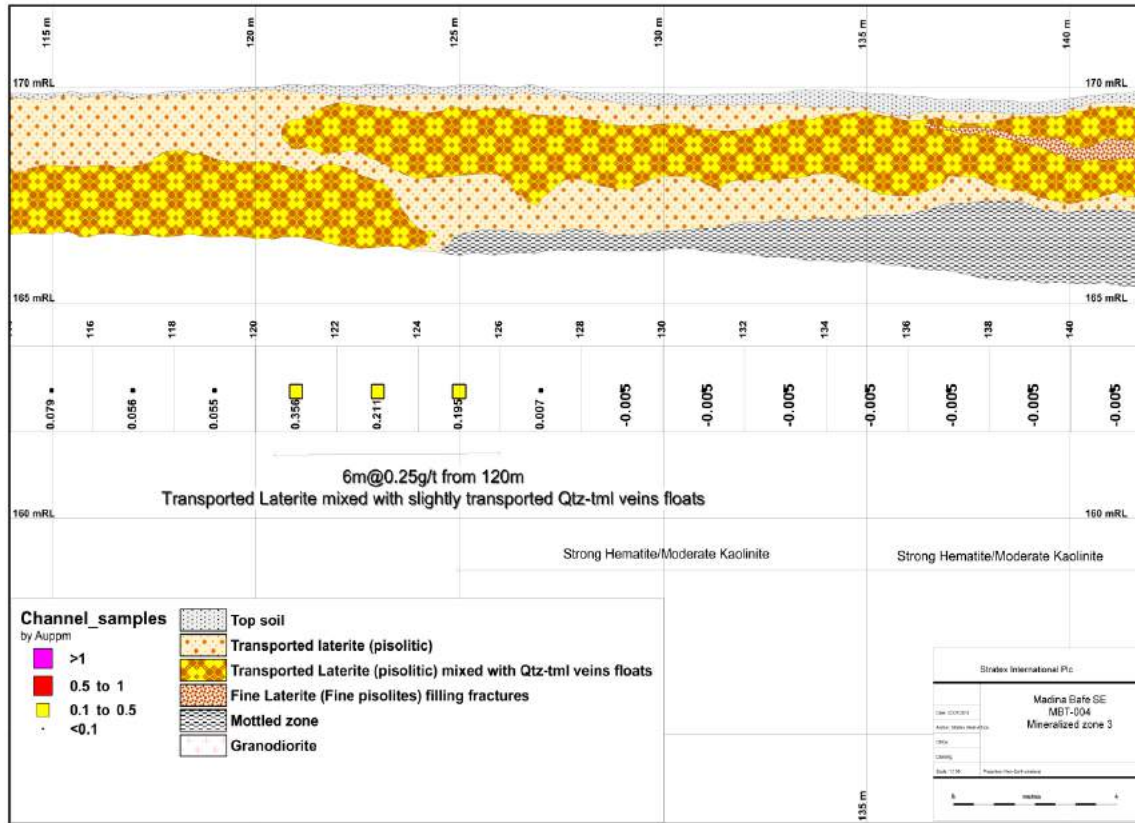 115 m
120 m
125 m
130 m
135 m
140 m
170 mRL
170 mRL
165 mRL
165 mRL
116
118
120
122
124
126
128
130
132
134
136
138
140
0.079
0.056
0.055
0.356
0.211
0.195
0.007
-0.005
-0.005
-0.005
-0.005
-0.005
-0.005
-0.005
6m@0.25g/t from 120m
Transported Laterite mixed with slightly transported Qtz-tml veins floats
160 mRL
160 mRL
Strong Hematite/Moderate Kaolinite
Strong Hematite/Moderate Kaolinite
Channel_samples
by Auppm
>1
0.5 to 1
0.1 to 0.5
<0.1
Top soil
Transported laterite (pisolitic)
Transported Laterite (pisolitic) mixed with Qtz-tml veins floats
Fine Laterite (Fine pisolites) filling fractures
Mottled zone
Granodiorite
Stratex International Plc
Madina Bafé SE
MBT-004
Mineralized zone 3
metres
135 m